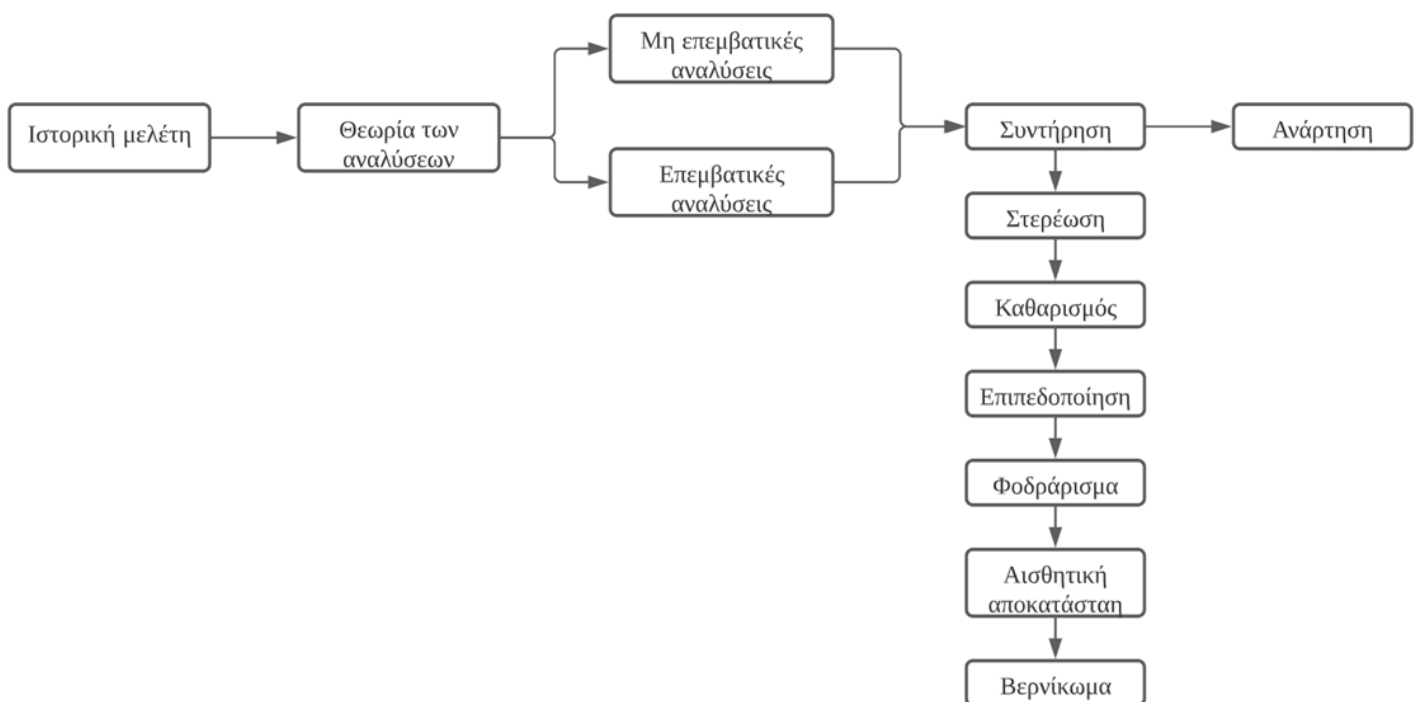 Μη επεμβατικές
αναλύσεις
Ιστορική μελέτη
Θεωρία των
αναλύσεων
Συντήρηση
Ανάρτηση
Επεμβατικές
αναλύσεις
Στερέωση
Καθαρισμός
Επιπεδοποίηση
Φοδράρισμα
Αισθητική
αποκατάσταη
Βερνίκωμα